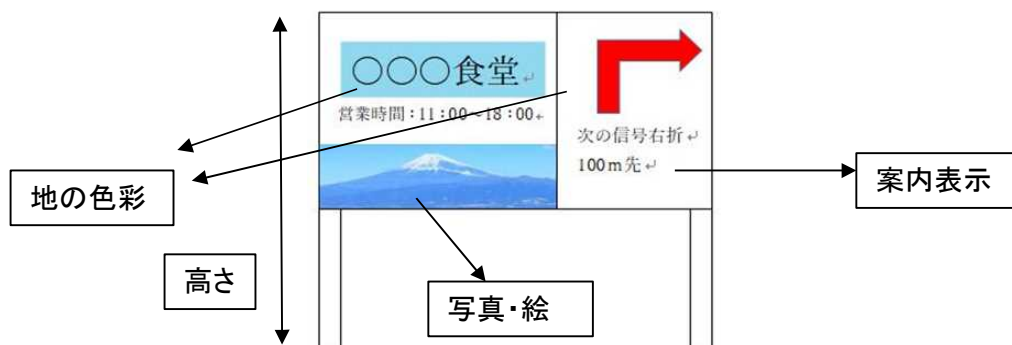 ○○○食堂↵
営業時間：11：00～18：00↵
次の信号右折↵
100m先↵
地の色彩
案内表示
高さ
写真・絵